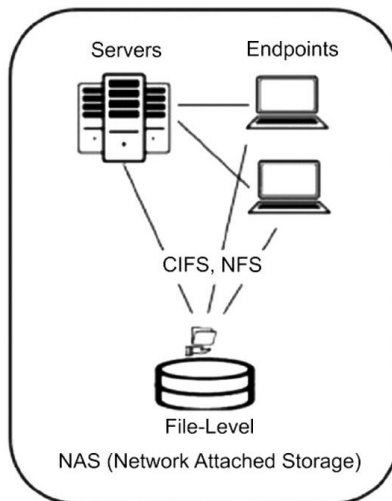 Servers
Endpoints
CIFS, NFS
File-Level
NAS (Network Attached Storage)